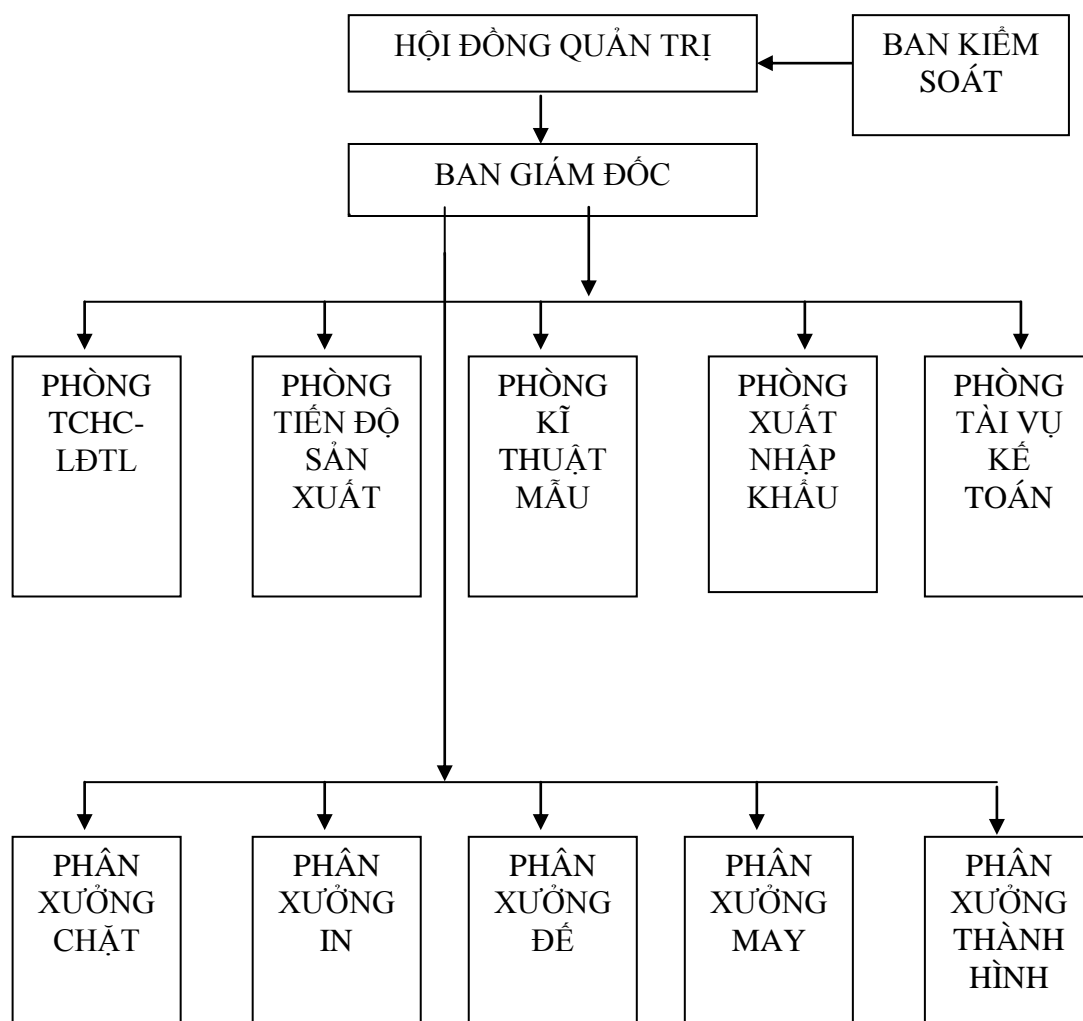 HỘI ĐỒNG QUẢN TRỊ
BAN KIỂM
SOÁT
BAN GIÁM ĐỐC
PHÒNG
TCHC-
LĐTL
PHÒNG
TIẾN ĐỘ
SẢN
XUẤT
PHÒNG
KĨ
THUẬT
MẪU
PHÒNG
XUẤT
NHẬP
KHẨU
PHÒNG
TÀI VỤ
KẾ
TOÁN
PHÂN
XƯỞNG
CHẶT
PHÂN
XƯỞNG
IN
PHÂN
XƯỞNG
ĐẾ
PHÂN
XƯỞNG
MAY
PHÂN
XƯỞNG
THÀNH
HÌNH